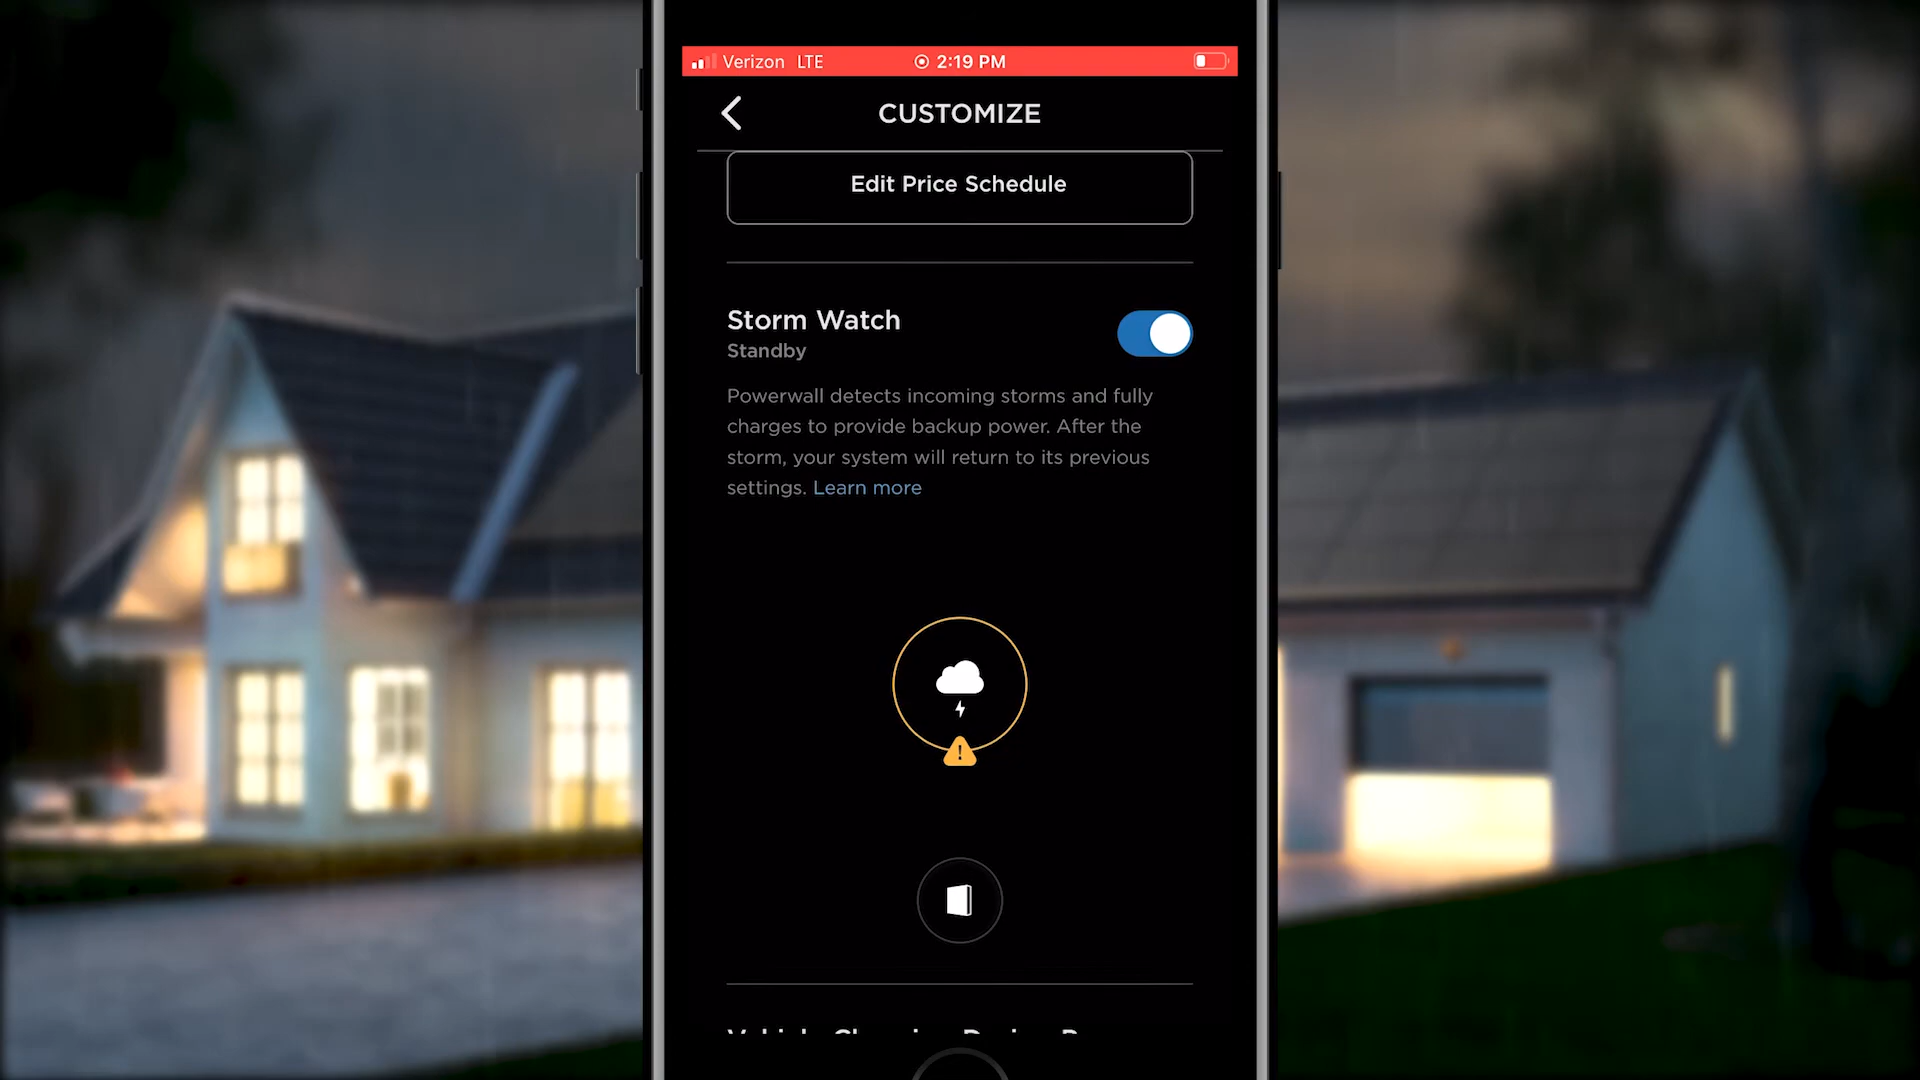 Verizon LTE 2:19 PM
CUSTOMIZE
Edit Price Schedule
Storm Watch
Standby
Powerwall detects incoming storms and fully
charges to provide backup power. After the
storm, your system will return to its previous
settings. Learn more